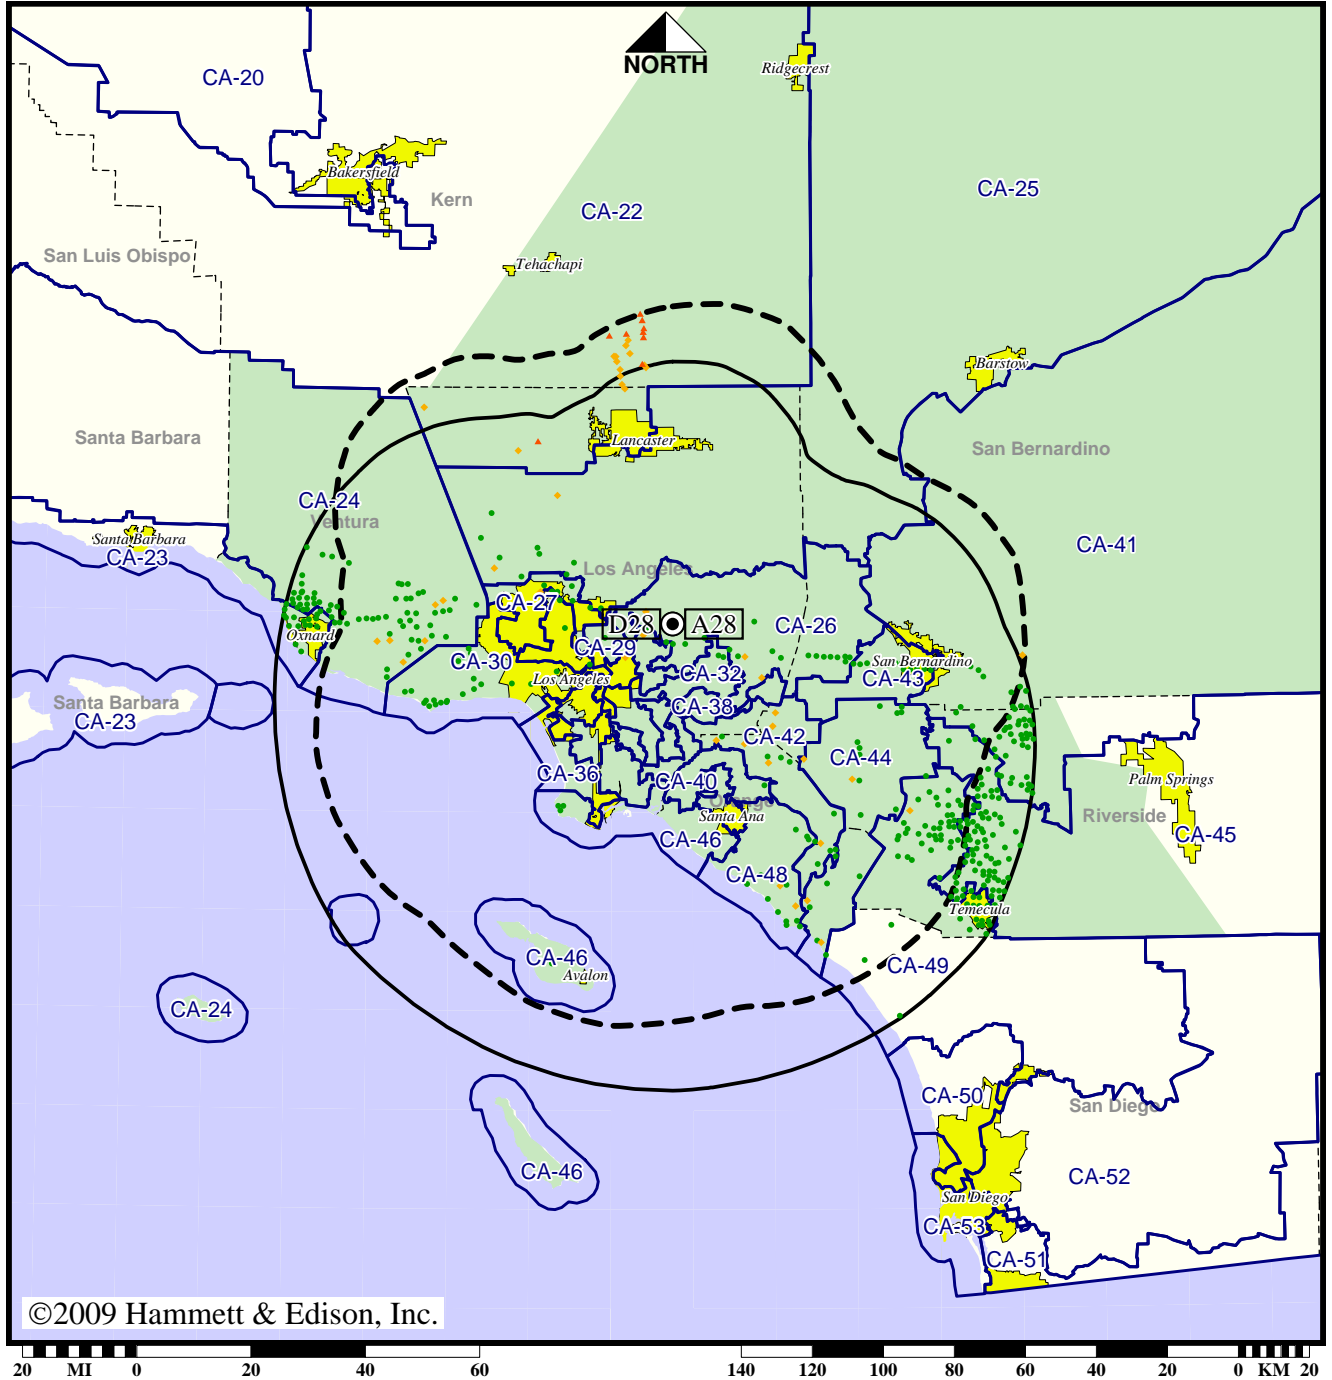 NORTH
Ridgecrest
CA-20
Bakersfield
Kern
CA-25
CA-22
San Luis Obispo
Tehachapi
Barstow
Lancaster
Santa Barbara
San Bernardino
CA-24
Ventura
Santa Barbara
CA-23
CA-41
Los Angeles
CA-27
D28
A28
CA-26
Oxnard
CA-29
CA-30
San Bernardino
CA-32
CA-43
Los Angeles
Santa Barbara
CA-23
CA-38
CA-42
CA-44
CA-36
CA-40
Palm Springs
Orange
Santa Ana
Riverside
CA-45
CA-46
CA-48
Temecula
CA-46
Avalon
CA-49
CA-24
CA-50
San Diego
CA-46
CA-52
San Diego
CA-53
CA-51
©2009 Hammett & Edison, Inc.
20 MI 0 20 40 60 140 120 100 80 60 40 20 0 KM 20